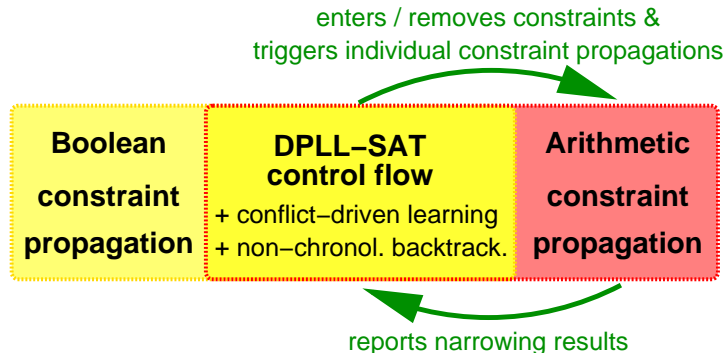 enters / removes constraints &
triggers individual constraint propagations
Boolean
constraint
propagation
DPLL−SAT
control flow
+ conflict−driven learning
+ non−chronol. backtrack.
Arithmetic
constraint
propagation
reports narrowing results